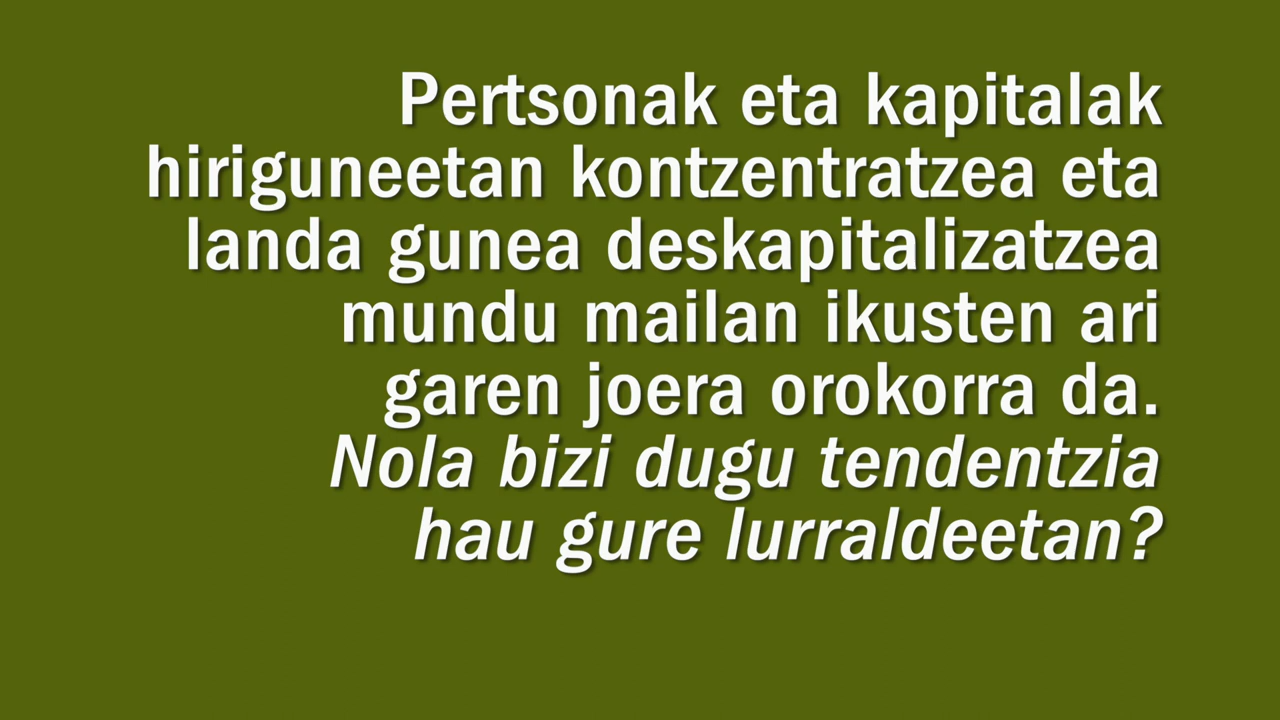 Pertsonak eta kapitalak
hiriguneetan kontzentratzea eta
landa gunea deskapitalizatzea
mundu mailan ikusten ari
garen joera orokorra da.
Nola bizi dugu tendentzia
hau gure lurraldeetan?